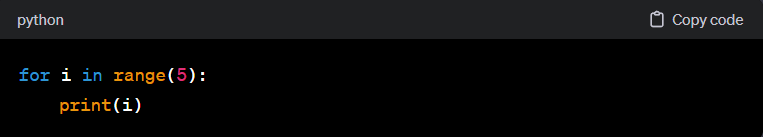 python
Copy code
for i in range(5):
    print(i)